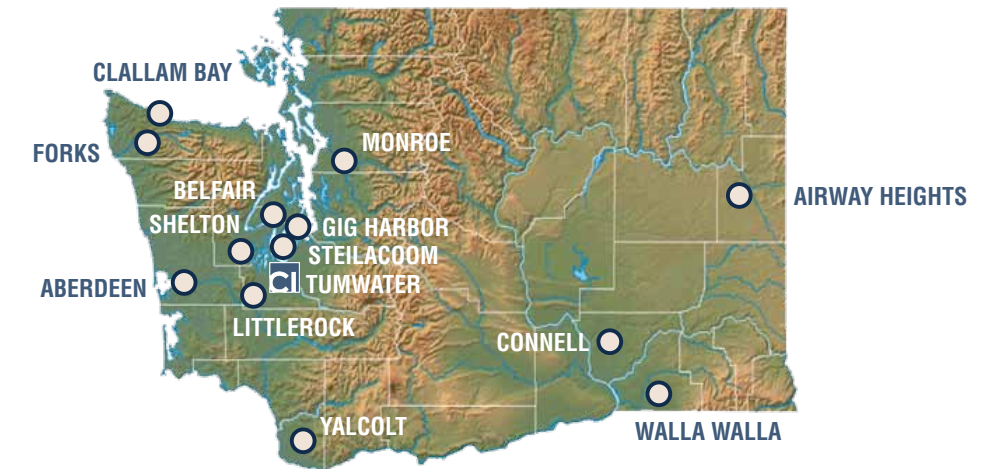 CLALLAM BAY
FORKS
MONROE
BELFAIR
AIRWAY HEIGHTS
SHELTON
GIG HARBOR
STEILACOOM
CI TUMWATER
ABERDEEN
LITTLEROCK
CONNELL
YALCOLT
WALLA WALLA